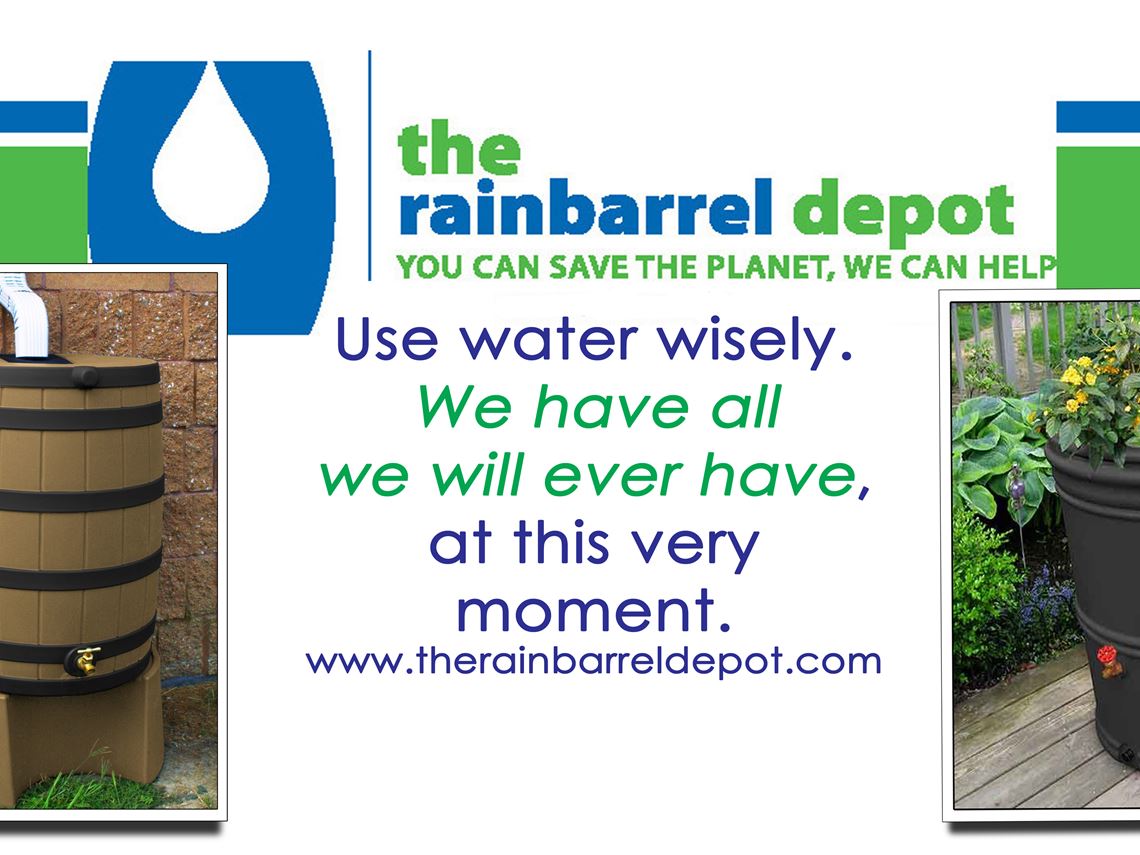 the
rainbarrel depot
YOU CAN SAVE THE PLANET, WE CAN HELP
Use water wisely.
We have all
we will ever have,
at this very
moment.
www.therainbarreldepot.com